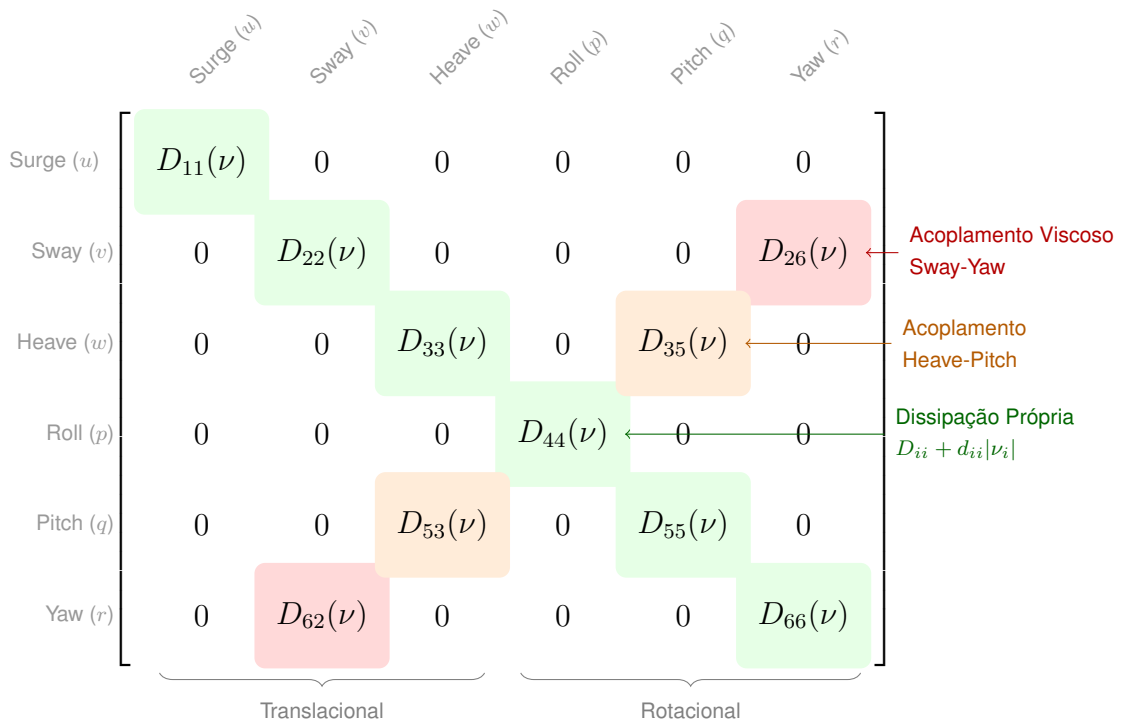 Surge (u) Sway (v) Heave (w) Roll (p) Pitch (q) Yaw (r)
Surge (u) D₁₁(ν) 0 0 0 0 0
Sway (v) 0 D₂₂(ν) 0 0 0 D₂₆(ν)
Acoplamento Viscoso
Sway-Yaw
Heave (w) 0 0 D₃₃(ν) 0 D₃₅(ν) 0
Acoplamento
Heave-Pitch
Roll (p) 0 0 0 D₄₄(ν) 0 0
Dissipação Própria
Dᵢᵢ + dᵢᵢ|νᵢ|
Pitch (q) 0 0 D₅₃(ν) 0 D₅₅(ν) 0
Yaw (r) 0 D₆₂(ν) 0 0 0 D₆₆(ν)
Translacional Rotacional